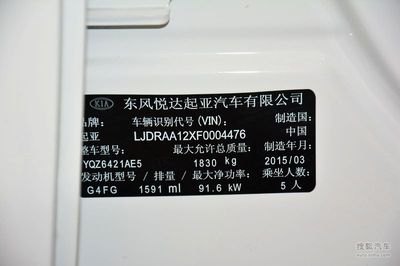 KIA 东风悦达起亚汽车有限公司
品牌: 车辆识别代号(VIN): 制造国:
起亚 LJDRAA12XF0004476 中国
整车型号: 最大允许总质量: 制造年月:
YQZ6421AE5 1830 kg 2015/03
发动机型号/排量/最大净功率: 乘坐人数:
G4FG 1591 ml 91.6 kW 5人
搜狐汽车
auto.sohu.com